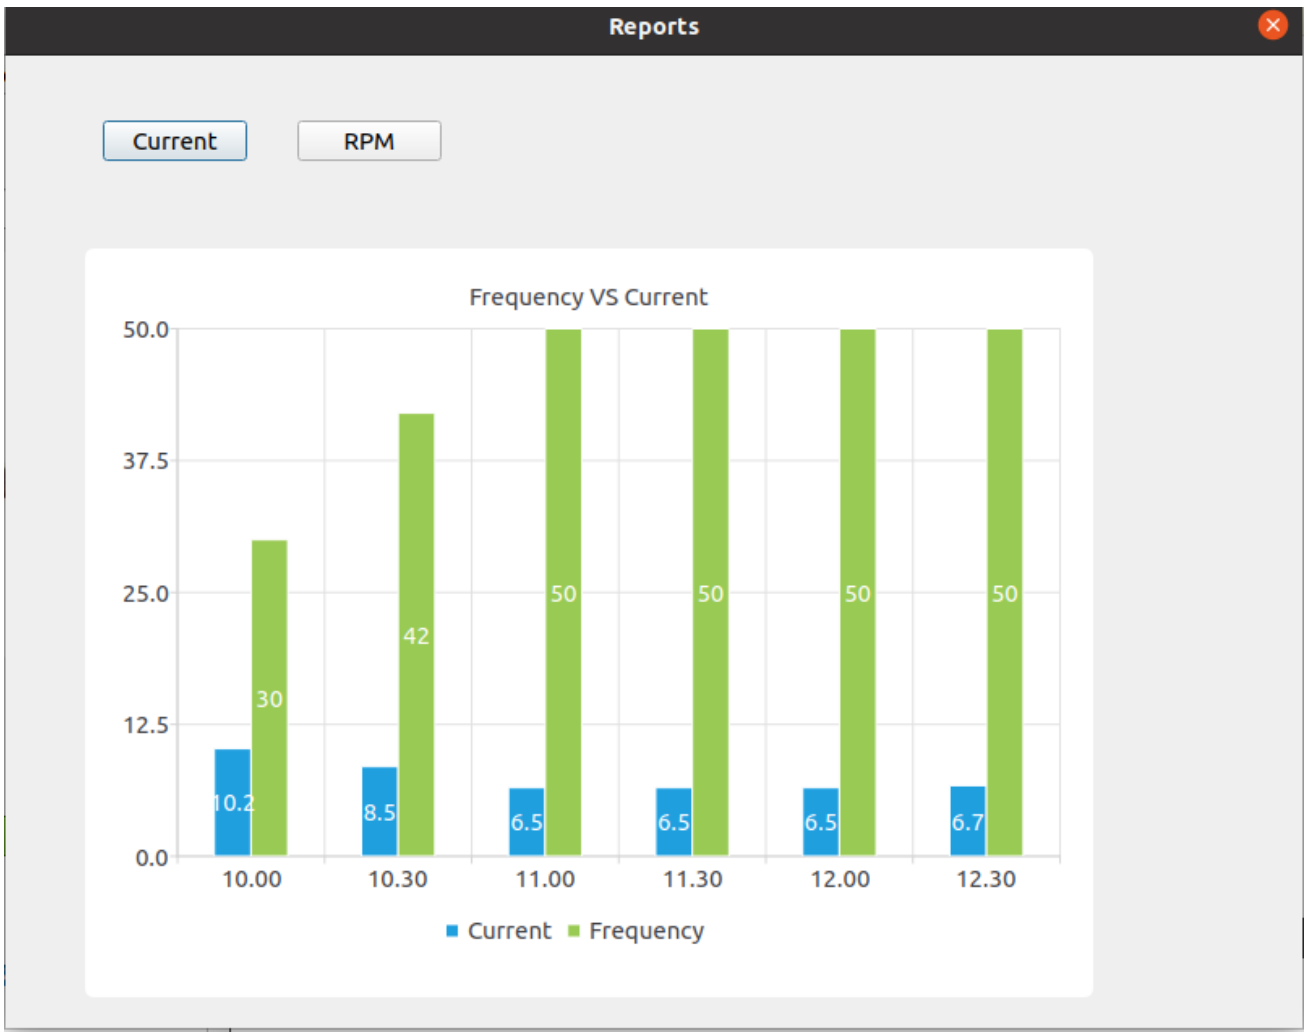 Reports
Current RPM
Frequency VS Current
50.0
37.5
25.0
12.5
0.0
50 50 50 50
42
30
10.2 8.5 6.5 6.5 6.5 6.7
10.00 10.30 11.00 11.30 12.00 12.30
Current Frequency